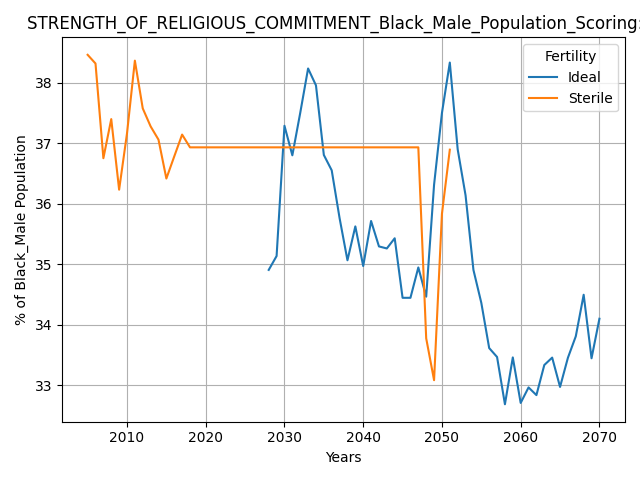 STRENGTH_OF_RELIGIOUS_COMMITMENT_Black_Male_Population_Scoring:
Fertility
Ideal
Sterile
% of Black_Male Population
38
37
36
35
34
33
2010 2020 2030 2040 2050 2060 2070
Years